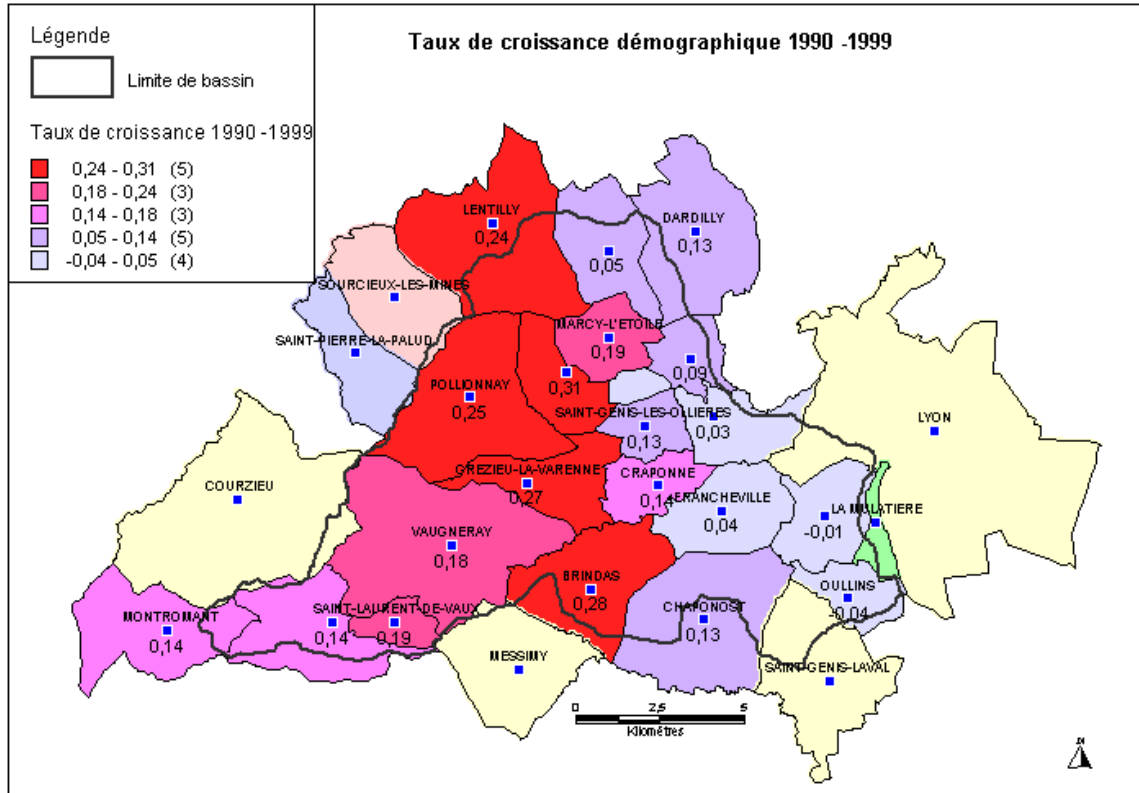 Légende
Limite de bassin
Taux de croissance 1990 -1999
0,24 - 0,31 (5)
0,18 - 0,24 (3)
0,14 - 0,18 (3)
0,05 - 0,14 (5)
-0,04 - 0,05 (4)
Taux de croissance démographique 1990 -1999
LENTILLY
0,24
DARDILLY
0,13
0,05
SOURCIEUX-LES-MINES
SAINT-PIERRE-LA-PALUD
MARCY-L'ETOILE
0,19
0,09
0,31
POLLIONNAY
0,25
SAINT-GENIS-LES-OLLIERES
0,13
0,03
LYON
GREZIEU-LA-VARENNE
0,27
CRAPONNE
0,14
COURZIEU
FRANCHEVILLE
0,04
LA MULATIERE
-0,01
VAUGNERAY
0,18
BRINDAS
0,28
OULLINS
-0,04
MONTROMANT
0,14
0,14
SAINT-LAURENT-DE-VAUX
0,19
CHAPONOST
0,13
MESSIMY
SAINT-GENIS-LAVAL
0 2,5 5
Kilomètres
N